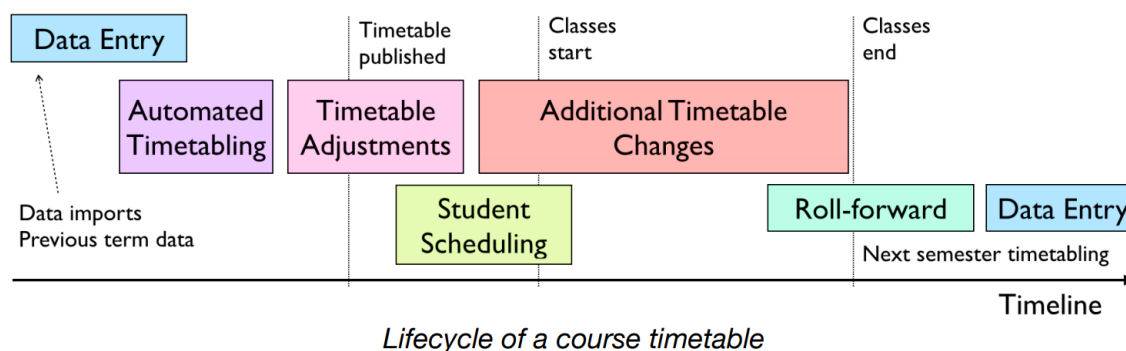 Data Entry
Timetable
published
Classes
start
Classes
end
Automated
Timetabling
Timetable
Adjustments
Additional Timetable
Changes
Data imports
Previous term data
Student
Scheduling
Roll-forward
Data Entry
Next semester timetabling
Timeline
Lifecycle of a course timetable